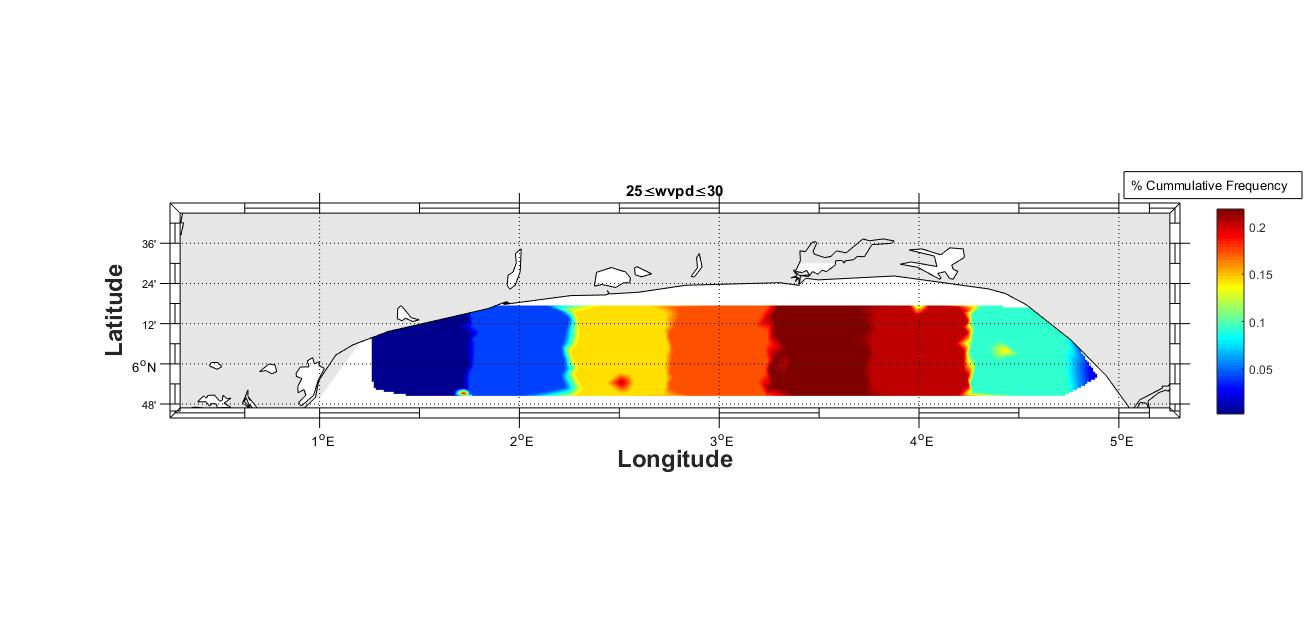 25≤wvpd≤30
% Cummulative Frequency
36'
24'
12'
6°N
48'
Latitude
1°E
2°E
3°E
4°E
5°E
Longitude
0.2
0.15
0.1
0.05